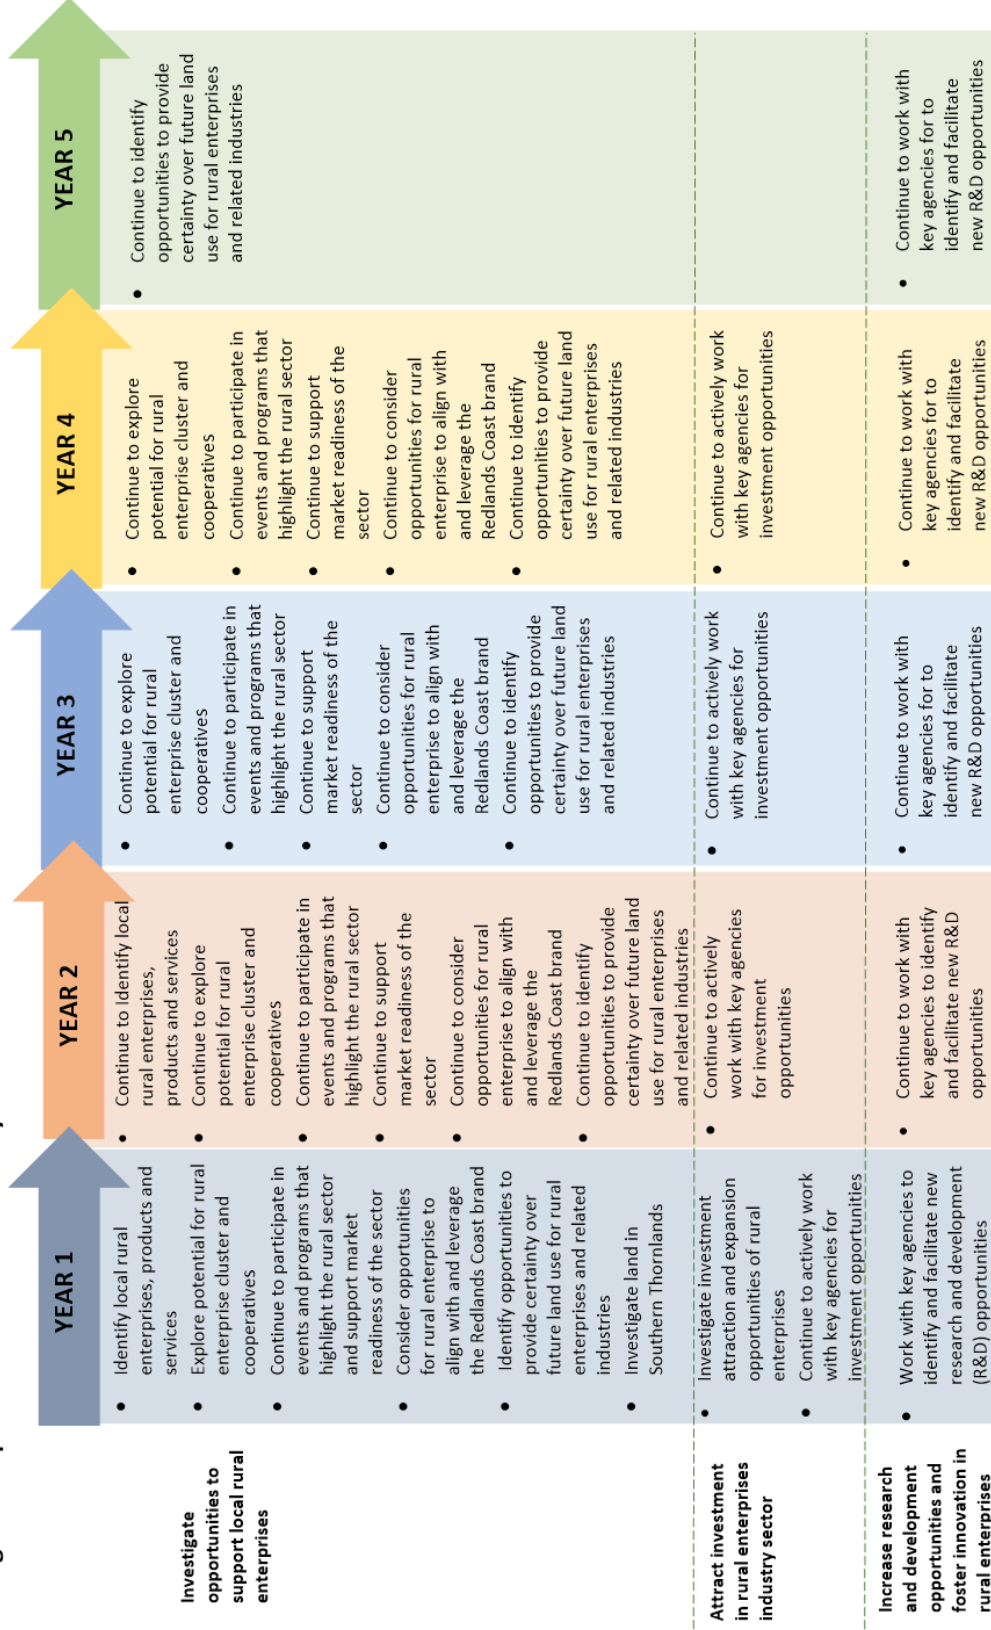 YEAR 1
YEAR 2
YEAR 3
YEAR 4
YEAR 5
Investigate
opportunities to
support local rural
enterprises
• Identify local rural
enterprises, products and
services
• Explore potential for rural
enterprise cluster and
cooperatives
• Continue to participate in
events and programs that
highlight the rural sector
and support market
readiness of the sector
• Consider opportunities
for rural enterprise to
align with and leverage
the Redlands Coast brand
• Identify opportunities to
provide certainty over
future land use for rural
enterprises and related
industries
• Investigate land in
Southern Thornlands
• Continue to Identify local
rural enterprises,
products and services
• Continue to explore
potential for rural
enterprise cluster and
cooperatives
• Continue to participate in
events and programs that
highlight the rural sector
• Continue to support
market readiness of the
sector
• Continue to consider
opportunities for rural
enterprise to align with
and leverage the
Redlands Coast brand
• Continue to identify
opportunities to provide
certainty over future land
use for rural enterprises
and related industries
• Continue to explore
potential for rural
enterprise cluster and
cooperatives
• Continue to participate in
events and programs that
highlight the rural sector
• Continue to support
market readiness of the
sector
• Continue to consider
opportunities for rural
enterprise to align with
and leverage the
Redlands Coast brand
• Continue to identify
opportunities to provide
certainty over future land
use for rural enterprises
and related industries
• Continue to explore
potential for rural
enterprise cluster and
cooperatives
• Continue to participate in
events and programs that
highlight the rural sector
• Continue to support
market readiness of the
sector
• Continue to consider
opportunities for rural
enterprise to align with
and leverage the
Redlands Coast brand
• Continue to identify
opportunities to provide
certainty over future land
use for rural enterprises
and related industries
• Continue to identify
opportunities to provide
certainty over future land
use for rural enterprises
and related industries
Attract investment
in rural enterprises
industry sector
• Investigate investment
attraction and expansion
opportunities of rural
enterprises
• Continue to actively work
with key agencies for
investment opportunities
• Continue to actively
work with key agencies
for investment
opportunities
• Continue to actively work
with key agencies for
investment opportunities
• Continue to actively work
with key agencies for
investment opportunities
Increase research
and development
opportunities and
foster innovation in
rural enterprises
• Work with key agencies to
identify and facilitate new
research and development
(R&D) opportunities
• Continue to work with
key agencies to identify
and facilitate new R&D
opportunities
• Continue to work with
key agencies for to
identify and facilitate
new R&D opportunities
• Continue to work with
key agencies for to
identify and facilitate
new R&D opportunities
• Continue to work with
key agencies for to
identify and facilitate
new R&D opportunities